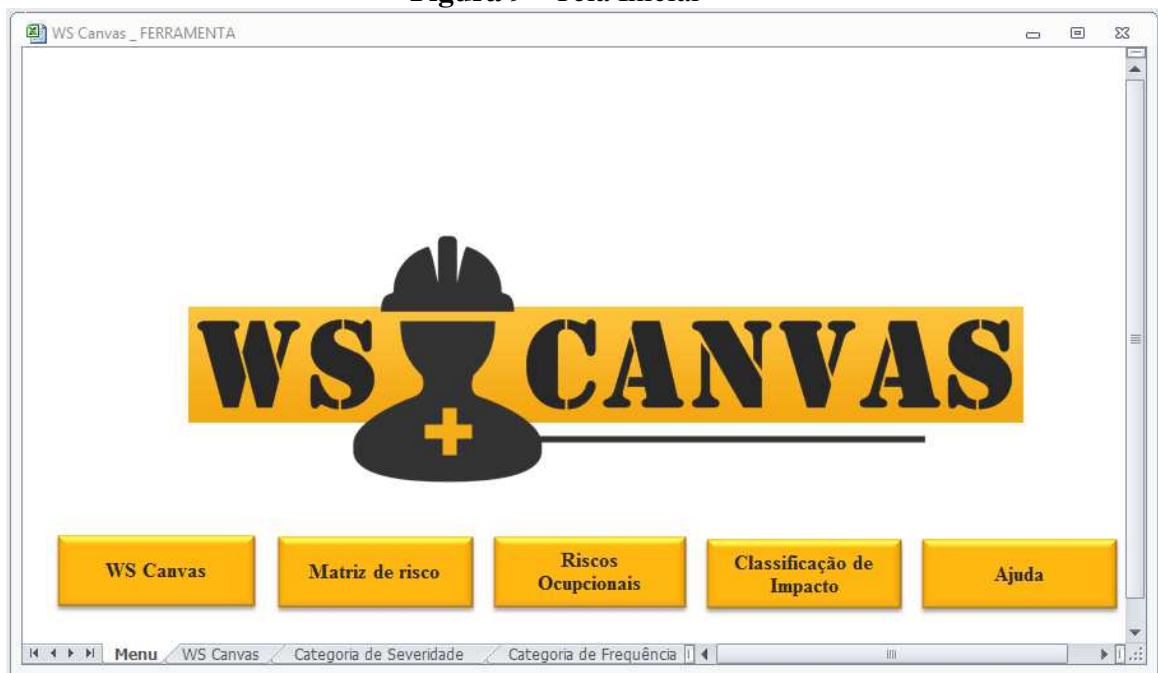 WS Canvas _ FERRAMENTA
WS CANVAS
WS Canvas
Matriz de risco
Riscos
Ocupcionais
Classificação de
Impacto
Ajuda
Menu WS Canvas Categoria de Severidade Categoria de Frequência